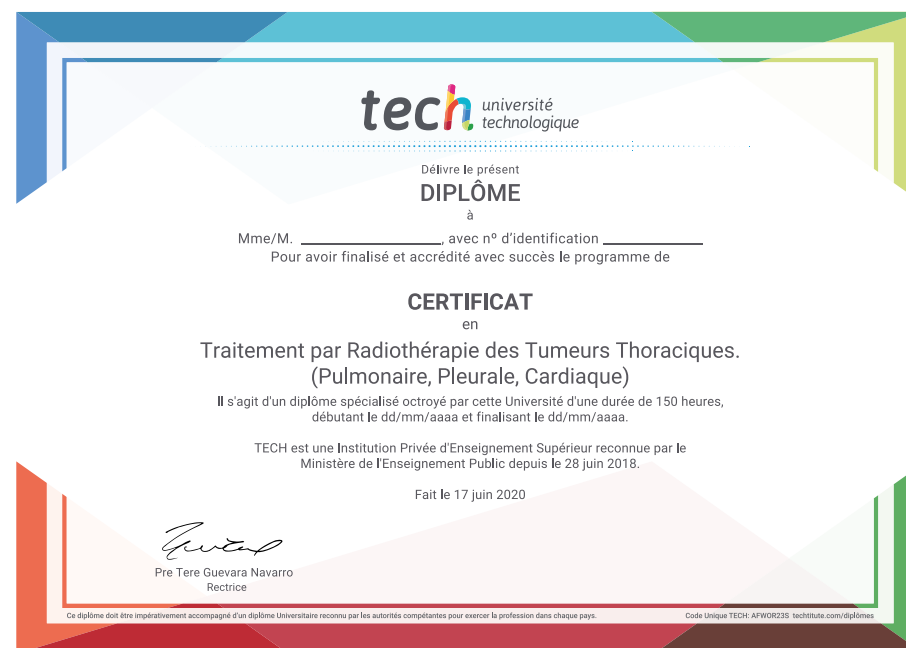 tech université
technologique
Délivre le présent
DIPLÔME
à
Mme/M. ____________________, avec nº d'identification ______________
Pour avoir finalisé et accrédité avec succès le programme de
CERTIFICAT
en
Traitement par Radiothérapie des Tumeurs Thoraciques.
(Pulmonaire, Pleurale, Cardiaque)
Il s'agit d'un diplôme spécialisé octroyé par cette Université d'une durée de 150 heures,
débutant le dd/mm/aaaa et finalisant le dd/mm/aaaa.
TECH est une Institution Privée d'Enseignement Supérieur reconnue par le
Ministère de l'Enseignement Public depuis le 28 juin 2018.
Fait le 17 juin 2020
Pre Tere Guevara Navarro
Rectrice
Ce diplôme doit être impérativement accompagné d'un diplôme Universitaire reconnu par les autorités compétantes pour exercer la profession dans chaque pays.
Code Unique TECH: AFWOR23S techtitute.com/diplômes